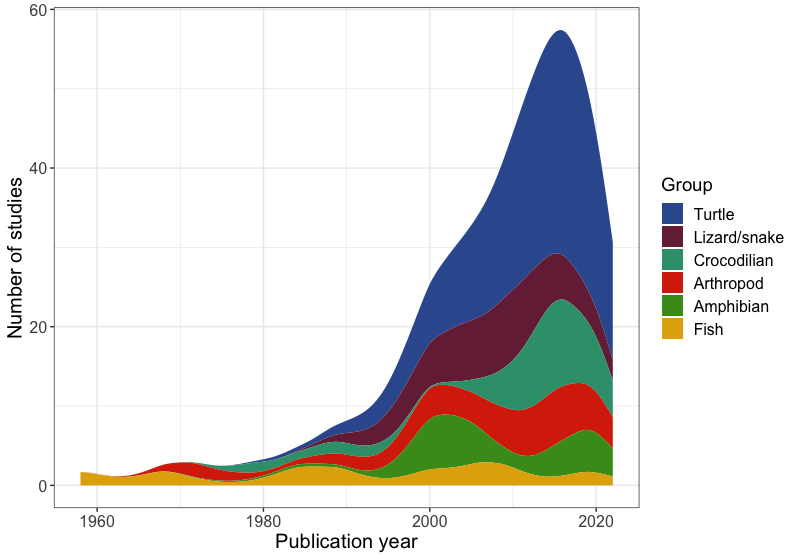 60
40
20
0
Number of studies
1960
1980
2000
2020
Publication year
Group
Turtle
Lizard/snake
Crocodilian
Arthropod
Amphibian
Fish